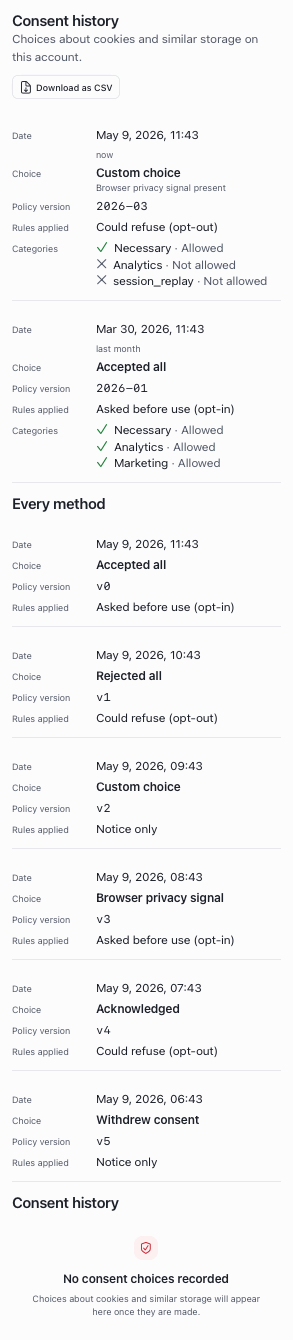 Consent history
Choices about cookies and similar storage on
this account.
Download as CSV
Date May 9, 2026, 11:43
now
Choice Custom choice
Browser privacy signal present
Policy version 2026-03
Rules applied Could refuse (opt-out)
Categories Necessary · Allowed
Analytics · Not allowed
session_replay · Not allowed
Date Mar 30, 2026, 11:43
last month
Choice Accepted all
Policy version 2026-01
Rules applied Asked before use (opt-in)
Categories Necessary · Allowed
Analytics · Allowed
Marketing · Allowed
Every method
Date May 9, 2026, 11:43
Choice Accepted all
Policy version v0
Rules applied Asked before use (opt-in)
Date May 9, 2026, 10:43
Choice Rejected all
Policy version v1
Rules applied Could refuse (opt-out)
Date May 9, 2026, 09:43
Choice Custom choice
Policy version v2
Rules applied Notice only
Date May 9, 2026, 08:43
Choice Browser privacy signal
Policy version v3
Rules applied Asked before use (opt-in)
Date May 9, 2026, 07:43
Choice Acknowledged
Policy version v4
Rules applied Could refuse (opt-out)
Date May 9, 2026, 06:43
Choice Withdrew consent
Policy version v5
Rules applied Notice only
Consent history
No consent choices recorded
Choices about cookies and similar storage will appear
here once they are made.